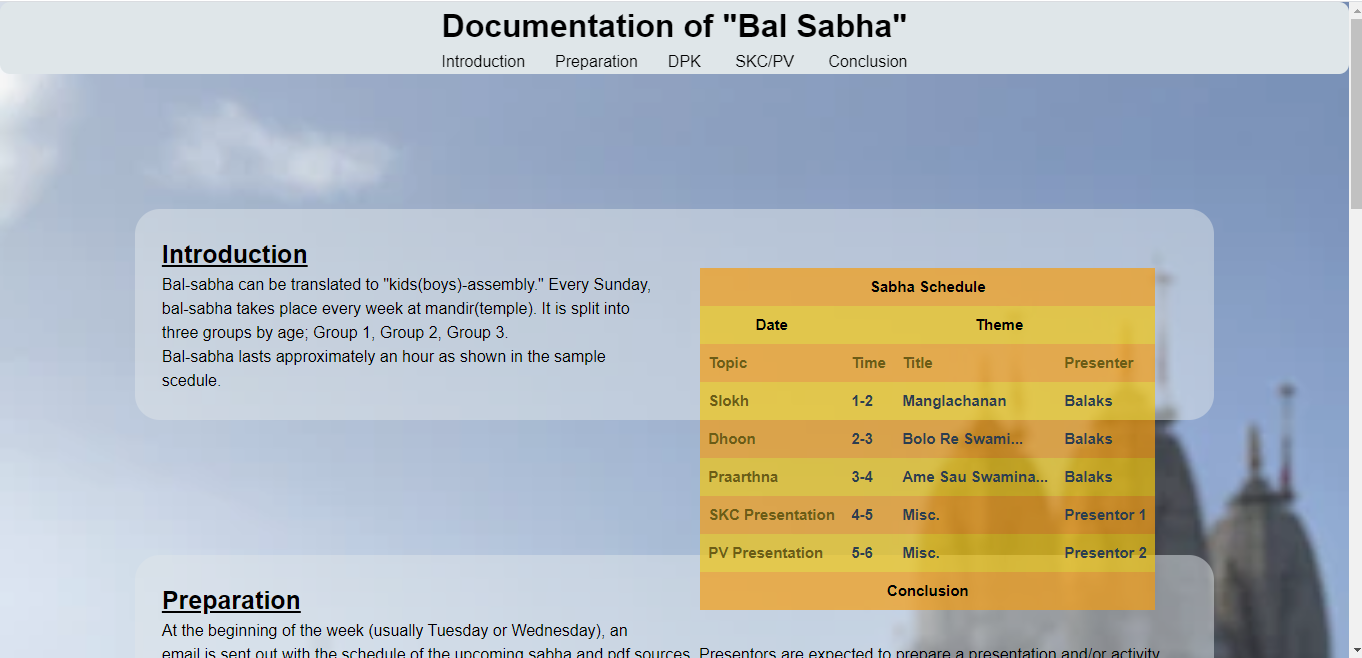 Documentation of "Bal Sabha"
Introduction Preparation DPK SKC/PV Conclusion
Introduction
Bal-sabha can be translated to "kids(boys)-assembly." Every Sunday,
bal-sabha takes place every week at mandir(temple). It is split into
three groups by age; Group 1, Group 2, Group 3.
Bal-sabha lasts approximately an hour as shown in the sample
scedule.
Sabha Schedule
Date Theme
Topic Time Title Presenter
Slokh 1-2 Manglachanan Balaks
Dhoon 2-3 Bolo Re Swami... Balaks
Praarthna 3-4 Ame Sau Swamina... Balaks
SKC Presentation 4-5 Misc. Presentor 1
PV Presentation 5-6 Misc. Presentor 2
Conclusion
Preparation
At the beginning of the week (usually Tuesday or Wednesday), an
email is sent out with the schedule of the upcoming sabha and pdf sources. Presentors are expected to prepare a presentation and/or activity